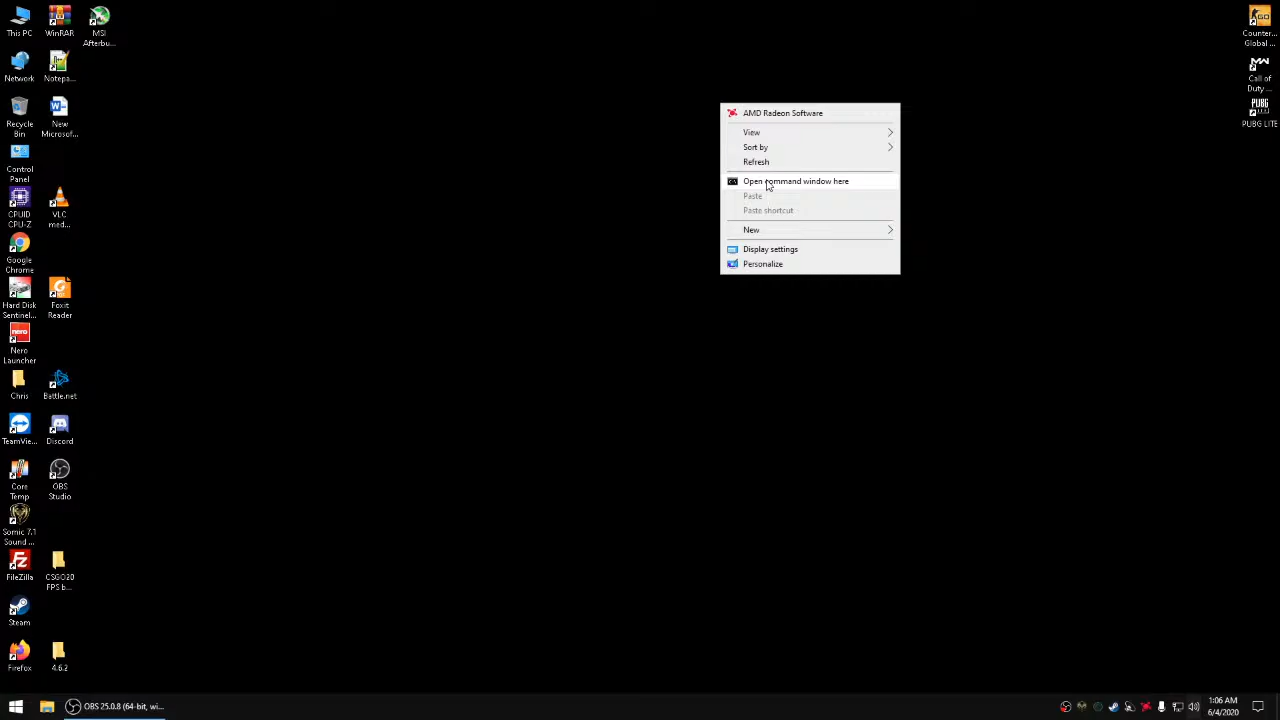 This PC
WinRAR
MSI
Afterbu...
Network
Notepa...
Recycle
Bin
New
Microsof...
Control
Panel
CPUID
CPU-Z
VLC
med...
Google
Chrome
Hard Disk
Sentinel...
Foxit
Reader
Nero
Launcher
Chris
Battle.net
TeamVie...
Discord
Core
Temp
OBS
Studio
Somic 7.1
Sound ...
FileZilla
CSGO20
FPS b...
Steam
Firefox
4.6.2
AMD Radeon Software
View
Sort by
Refresh
Open command window here
Paste
Paste shortcut
New
Display settings
Personalize
Counter...
Global ...
Call of
Duty ...
PUBG LITE
OBS 25.0.8 (64-bit, wi...
1:06 AM
6/4/2020